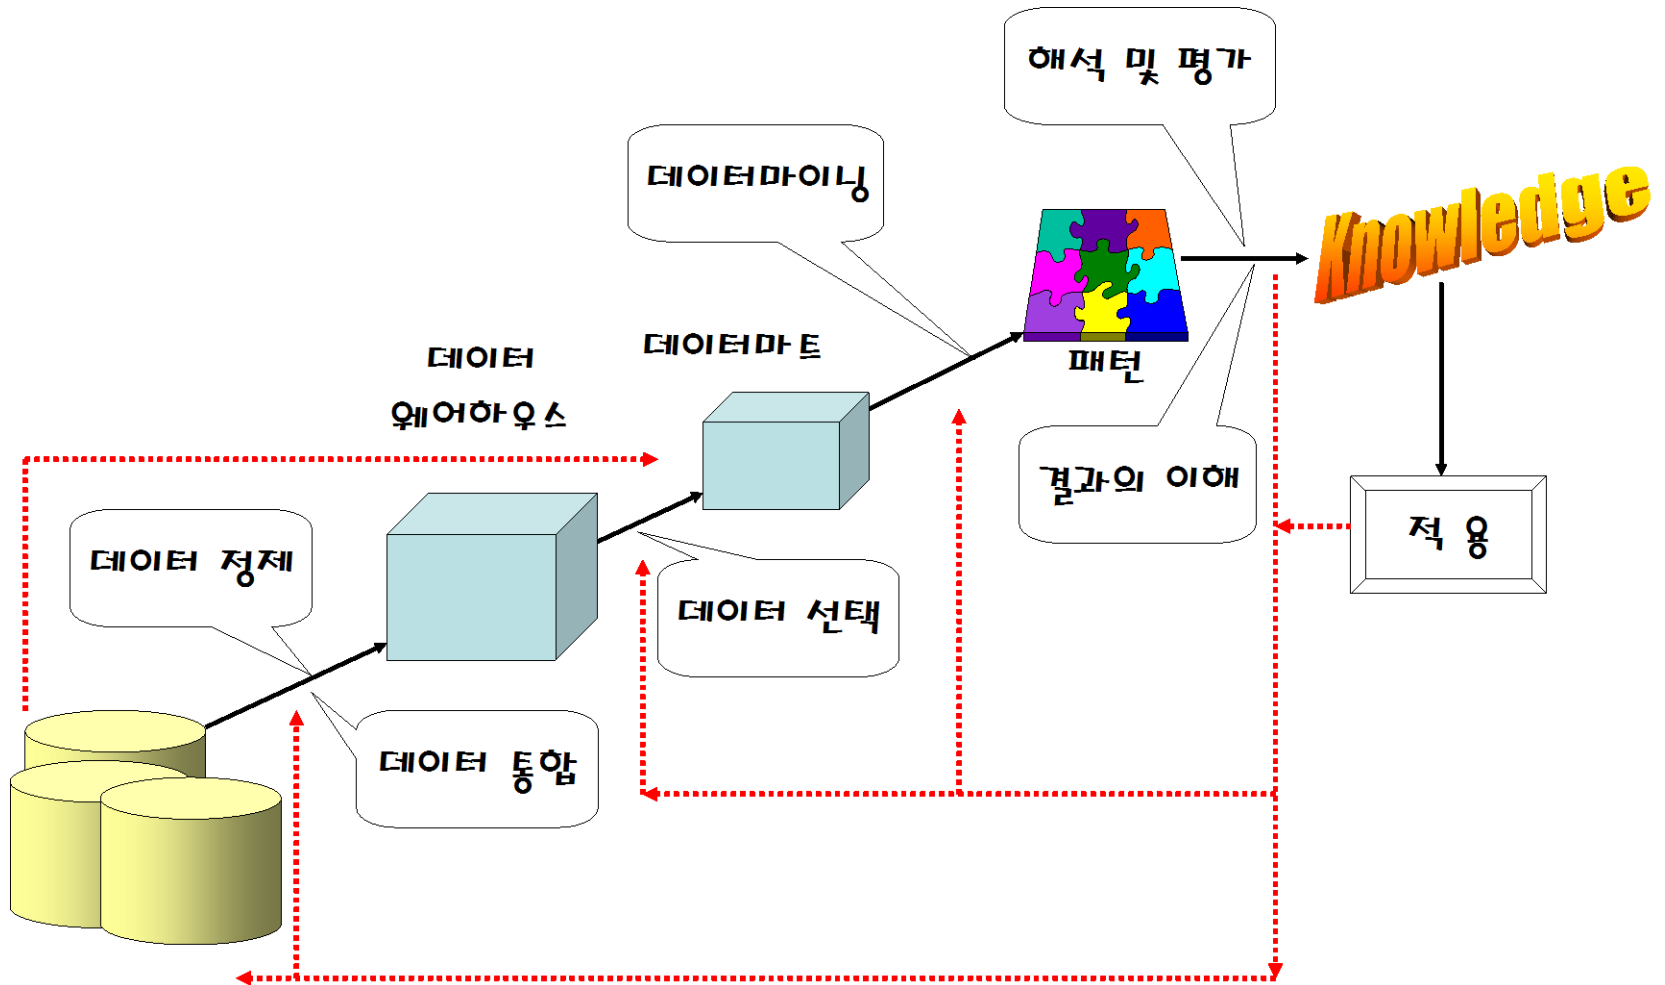 해석 및 평가
데이터마이닝
Knowledge
데이터마트
데이터
웨어하우스
패턴
결과의 이해
적 용
데이터 정제
데이터 선택
데이터 통합